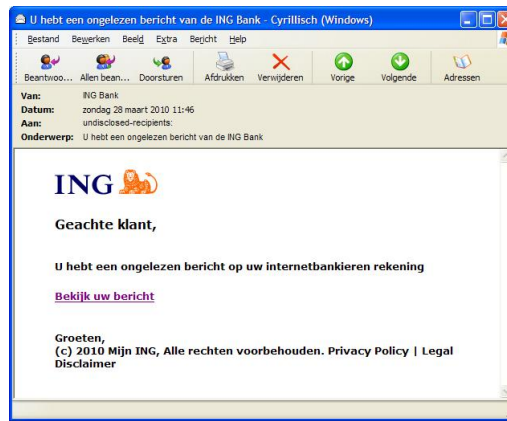 U hebt een ongelezen bericht van de ING Bank - Cyrillisch (Windows)
Bestand Bewerken Beeld Extra Bericht Help
Beantwoo... Allen bean... Doorsturen Afdrukken Verwijderen Vorige Volgende Adressen
Van: ING Bank
Datum: zondag 28 maart 2010 11:46
Aan: undisclosed-recipients:
Onderwerp: U hebt een ongelezen bericht van de ING Bank
ING
Geachte klant,
U hebt een ongelezen bericht op uw internetbankieren rekening
Bekijk uw bericht
Groeten,
(c) 2010 Mijn ING, Alle rechten voorbehouden. Privacy Policy | Legal
Disclaimer